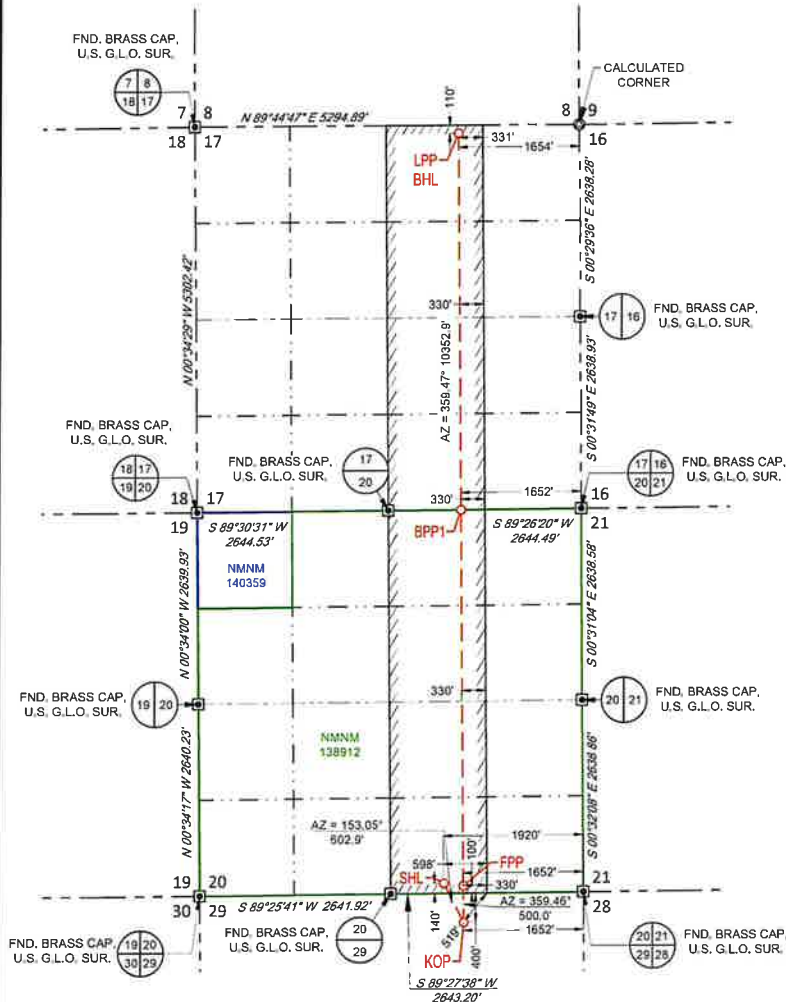 FND. BRASS CAP,
U.S. G.L.O. SUR.
7 8
18 17
7 8
18 17
N 89°44'47" E 5294.89'
110'
8 9
16
CALCULATED
CORNER
331'
1654'
LPP
BHL
S 00°29'36" E 2638.28'
N 00°34'29" W 5302.42'
330'
AZ = 359.47° 10352.9'
17 16
FND. BRASS CAP,
U.S. G.L.O. SUR.
S 00°31'49" E 2638.93'
FND. BRASS CAP,
U.S. G.L.O. SUR.
18 17
19 20
FND. BRASS CAP,
U.S. G.L.O. SUR.
17
20
17 16
20 21
FND. BRASS CAP,
U.S. G.L.O. SUR.
18 17
19
330'
1652'
16
21
S 89°30'31" W
2644.53'
BPP1
S 89°26'20" W
2644.49'
NMNM
140359
N 00°34'00" W 2639.93'
S 00°31'04" E 2638.58'
FND. BRASS CAP,
U.S. G.L.O. SUR.
19 20
330'
20 21
FND. BRASS CAP,
U.S. G.L.O. SUR.
NMNM
138912
N 00°34'17" W 2640.23'
S 00°32'08" E 2638.86'
AZ = 153.05°
602.9'
1920'
598'
100'
FPP
SHL
1652'
330'
19 20
30 29
21
28
S 89°25'41" W 2641.92'
AZ = 359.46°
500.0'
1652'
140'
519'
400'
KOP
FND. BRASS CAP,
U.S. G.L.O. SUR.
19 20
30 29
FND. BRASS CAP,
U.S. G.L.O. SUR.
20
29
20 21
29 28
FND. BRASS CAP,
U.S. G.L.O. SUR.
S 89°27'38" W
2643.20'